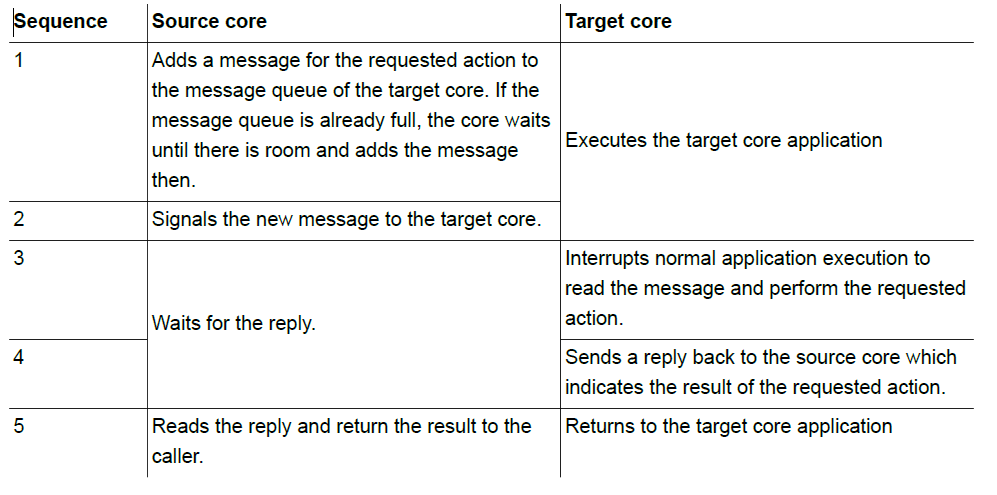 Sequence Source core Target core
1 Adds a message for the requested action to
the message queue of the target core. If the
message queue is already full, the core waits
until there is room and adds the message
then.
Executes the target core application
2 Signals the new message to the target core.
3 Waits for the reply.
Interrupts normal application execution to
read the message and perform the requested
action.
4 Sends a reply back to the source core which
indicates the result of the requested action.
5 Reads the reply and return the result to the
caller.
Returns to the target core application